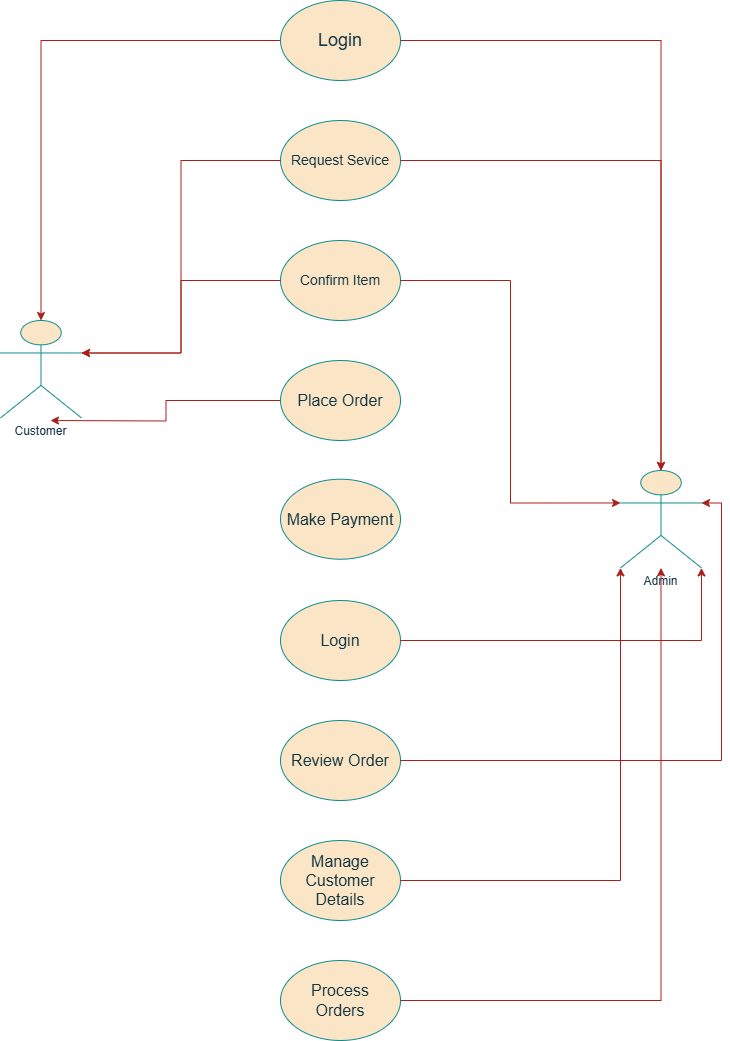 Login
Request Sevice
Confirm Item
Customer
Place Order
Make Payment
Admin
Login
Review Order
Manage
Customer
Details
Process
Orders